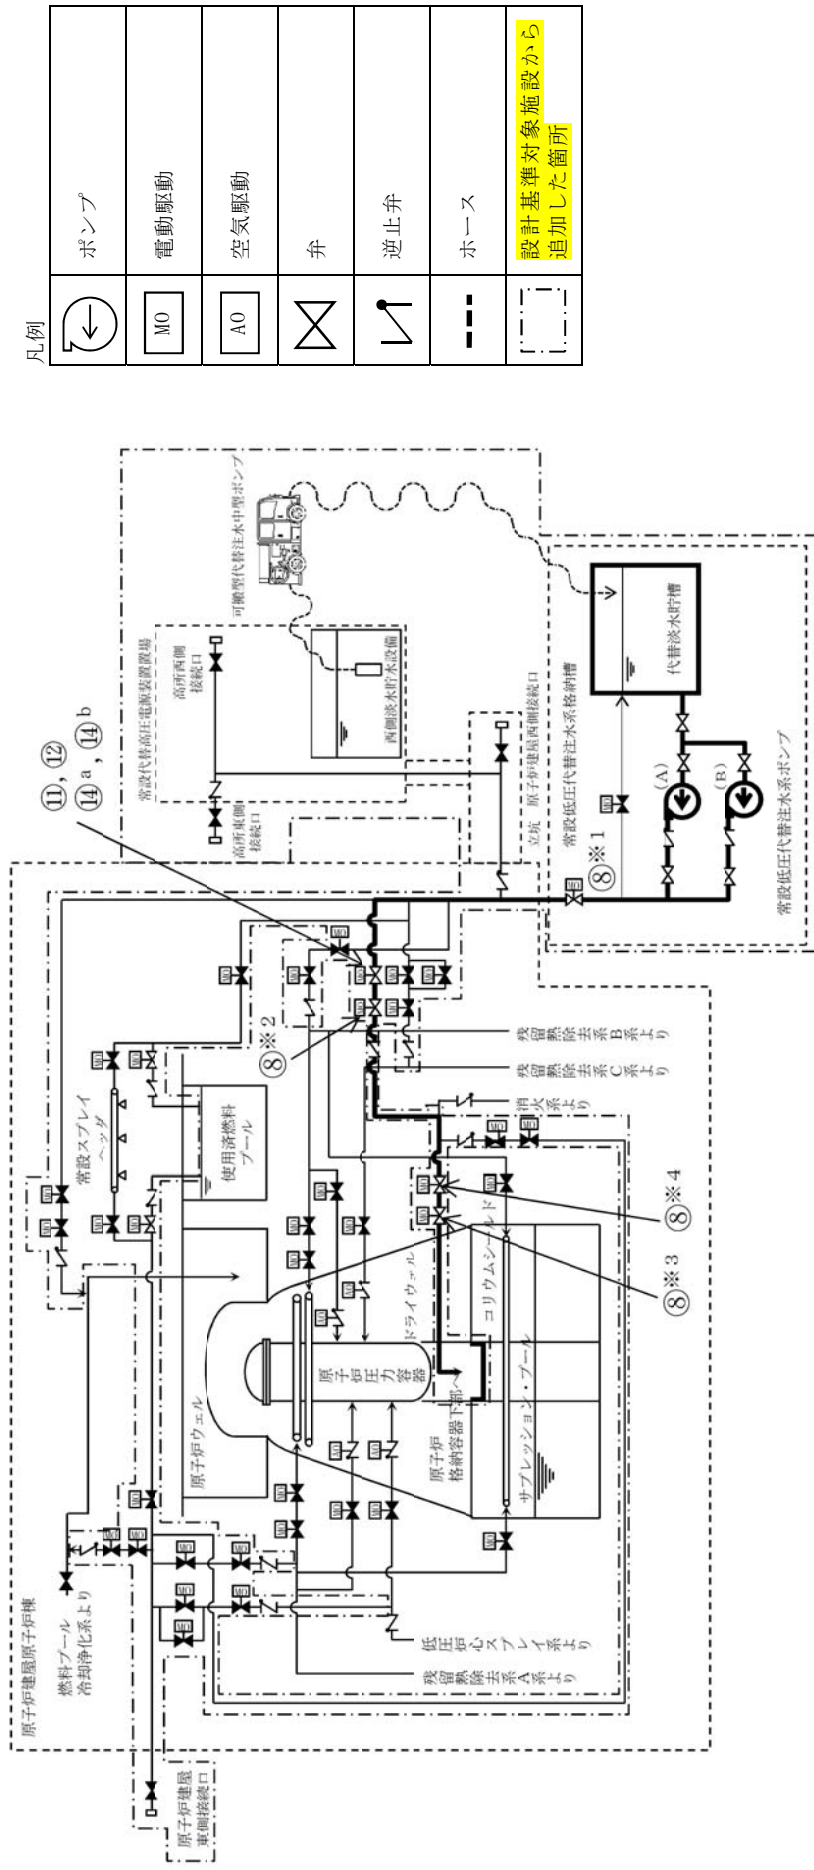 凡例
ポンプ
MO
電動駆動
AO
空気駆動
弁
逆止弁
ホース
設計基準対象施設から
追加した箇所
原子炉建屋原子炉棟
燃料プール
冷却浄化系より
原子炉建屋
東側接続口
常設スプレイ
ヘッダ
使用済燃料
プール
原子炉ウェル
原子炉圧力容器
ドライウェル
原子炉
格納容器下部へ
コリウムシールド
サプレッション・プール
残留熱除去系A系より
低圧炉心スプレイ系より
残留熱除去系B系より
残留熱除去系C系より
消火系より
⑪,⑫
⑭a,⑭b
⑧※1
⑧※2
⑧※3
⑧※4
常設代替高圧電源装置置場
高所西側
接続口
高所東側
接続口
西側淡水貯水設備
可搬型代替注水中型ポンプ
立坑
原子炉建屋西側接続口
常設低圧代替注水系格納槽
代替淡水貯槽
(A)
(B)
常設低圧代替注水系ポンプ